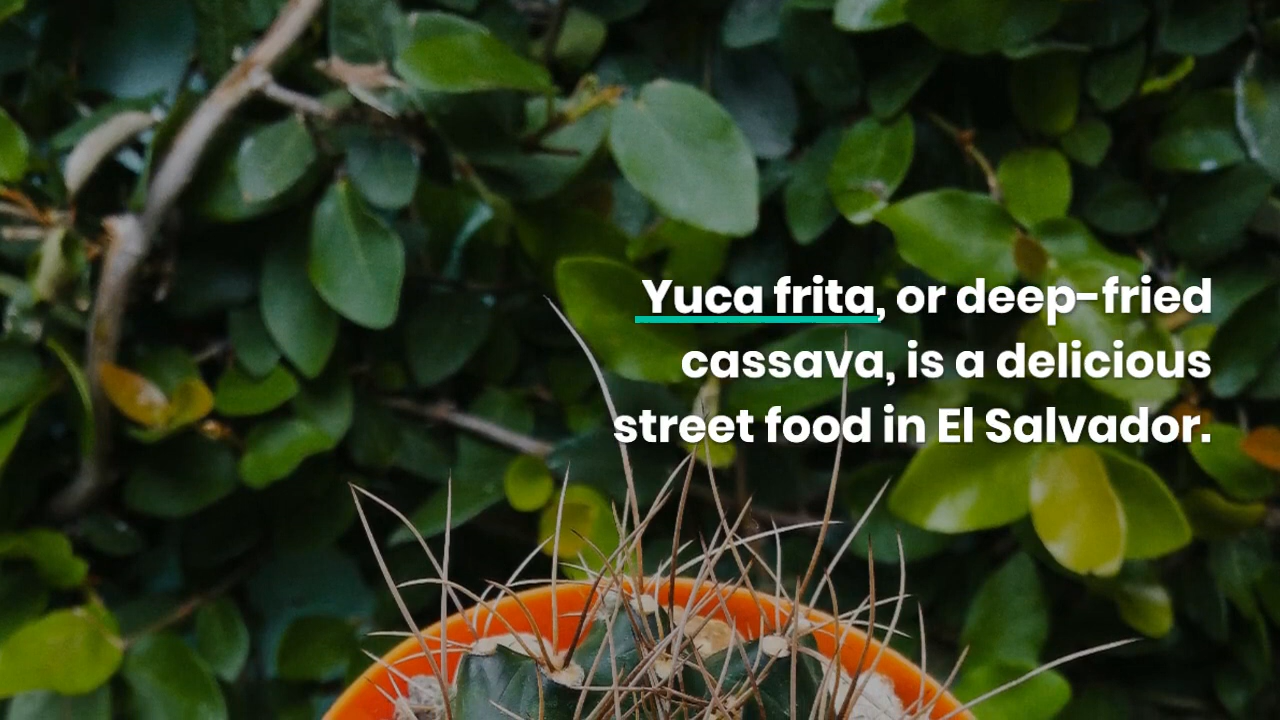 Yuca frita, or deep-fried
cassava, is a delicious
street food in El Salvador.